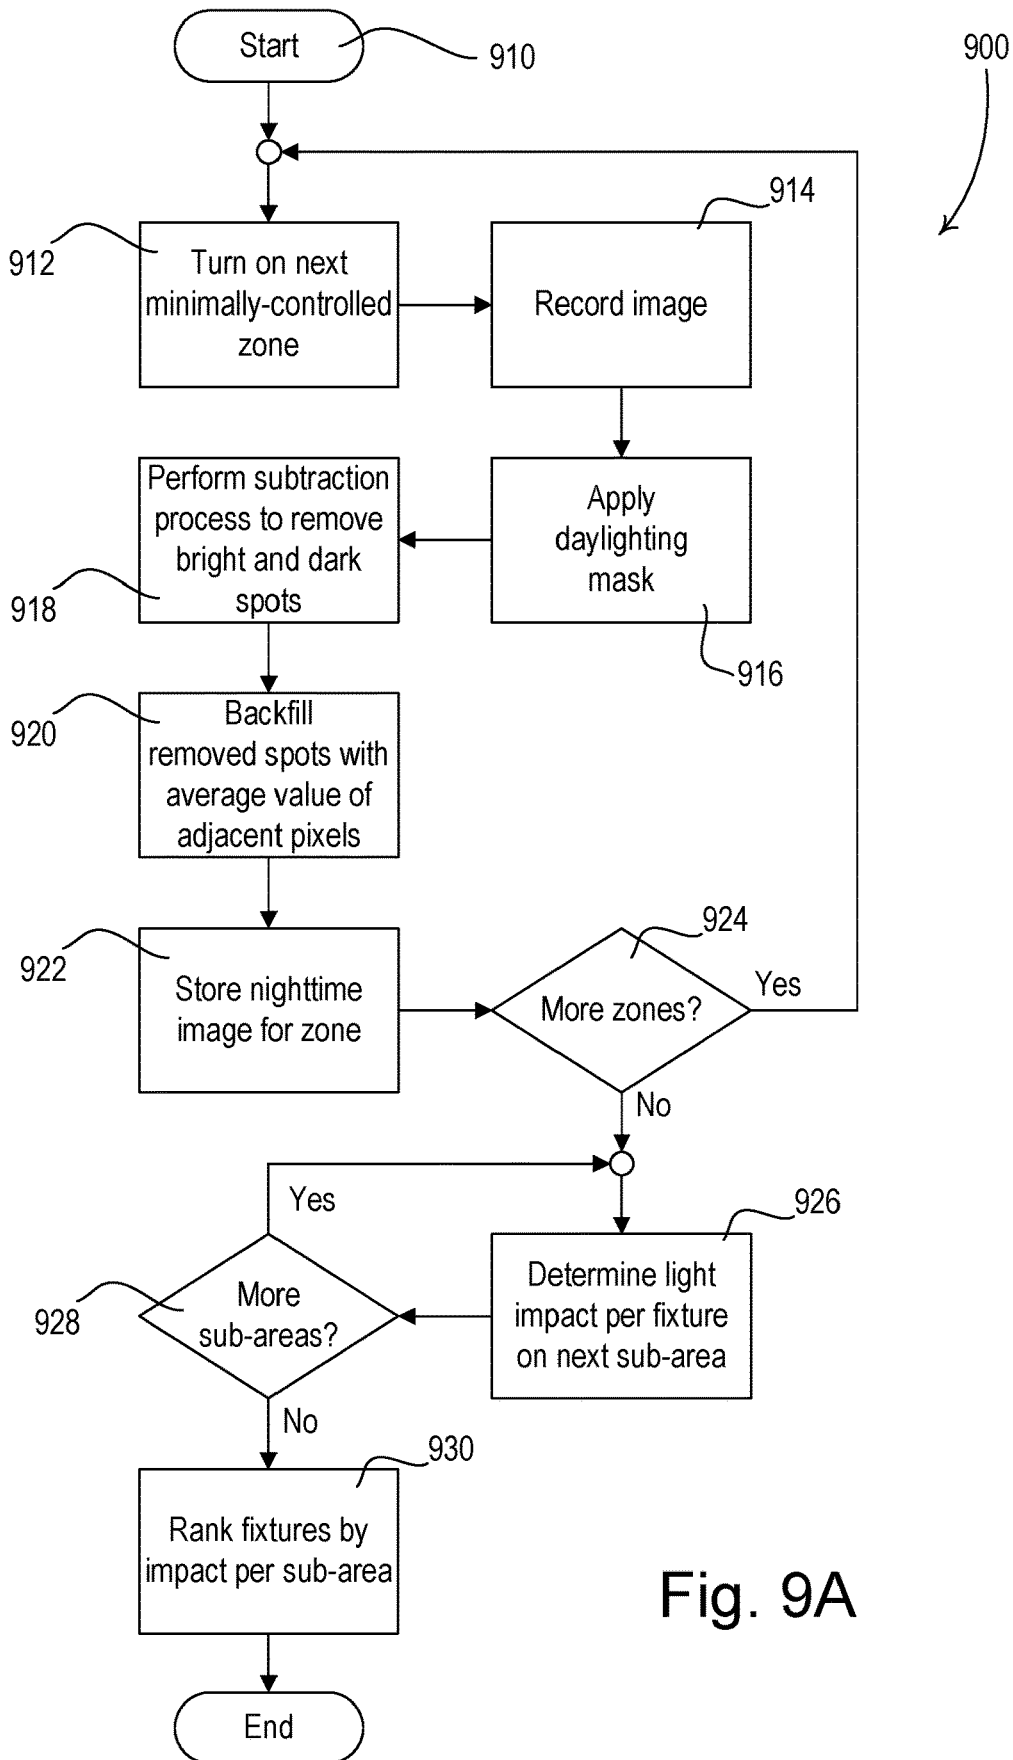 Start
910
900
912
Turn on next
minimally-controlled
zone
914
Record image
Perform subtraction
process to remove
bright and dark
spots
918
Apply
daylighting
mask
916
920
Backfill
removed spots with
average value of
adjacent pixels
922
Store nighttime
image for zone
924
More zones?
Yes
No
Yes
926
Determine light
impact per fixture
on next sub-area
928
More
sub-areas?
No
930
Rank fixtures by
impact per sub-area
Fig. 9A
End